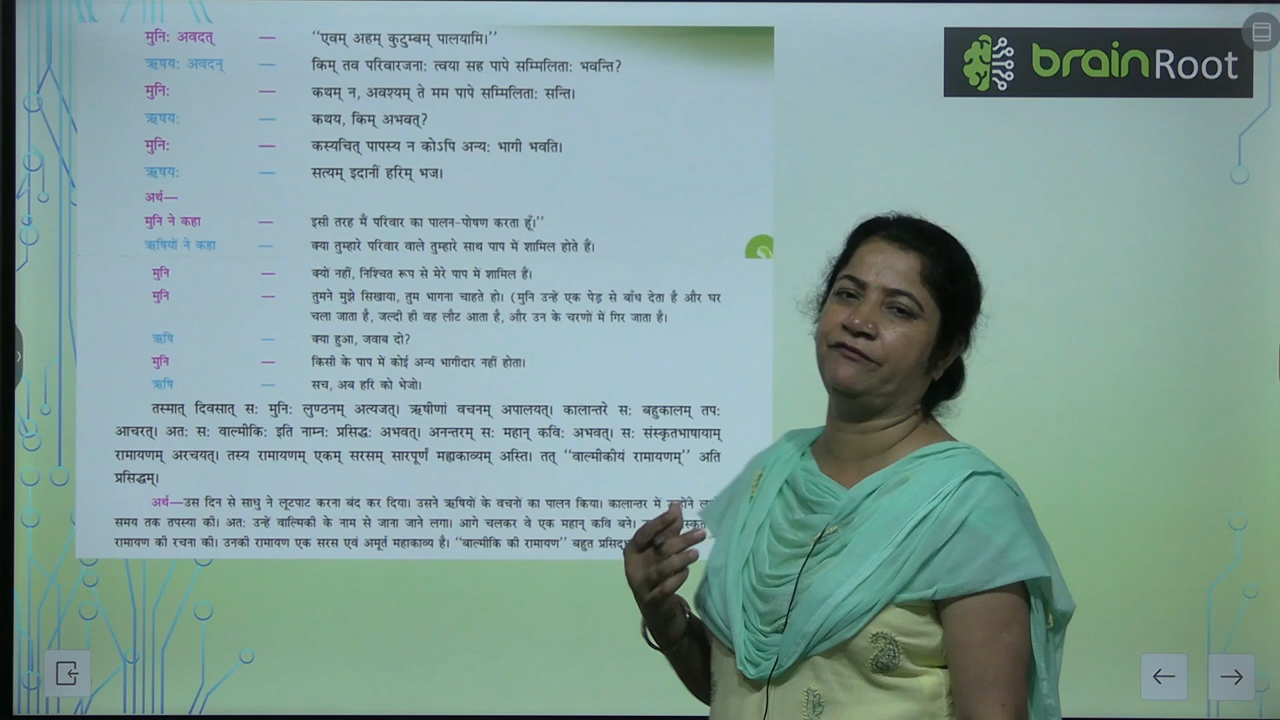 brainRoot
मुनि: अवदत् — “एवम् अहम् कुटुम्बम् पालयामि।”
ऋषय: अवदन् — किम् तव परिवारजना: त्वया सह पापे सम्मिलिता: भवन्ति?
मुनि: — कथम् न, अवश्यम् ते मम पापे सम्मिलिता: सन्ति।
ऋषय: — कथय, किम् अभवत्?
मुनि: — कस्यचित् पापस्य न कोऽपि अन्य: भागी भवति।
ऋषय: — सत्यम् इदानीं हरिम् भज।
अर्थ—
मुनि ने कहा — इसी तरह मै परिवार का पालन-पोषण करता हूँ।”
ऋषियों ने कहा — क्या तुम्हारे परिवार वाले तुम्हारे साथ पाप में शामिल होते हैं।
मुनि — क्यों नहीं, निश्चित रूप से मेरे पाप में शामिल हैं।
मुनि — तुमने मुझे सिखाया, तुम भागना चाहते हो। (मुनि उन्हें एक पेड़ से बाँध देता है और घर
चला जाता है, जल्दी ही वह लौट आता है, और उन के चरणों में गिर जाता है।
ऋषि — क्या हुआ, जवाब दो?
मुनि — किसी के पाप में कोई अन्य भागीदार नहीं होता।
ऋषि — सच, अब हरि को भेजो।
तस्मात् दिवसात् स: मुनि: लुण्ठनम् अत्यजत्। ऋषीणां वचनम् अपालयत्। कालान्तरे स: बहुकालम् तप:
आचरत्। अत: स: वाल्मीकि: इति नाम्न: प्रसिद्ध: अभवत्। अनन्तरम् स: महान् कवि: अभवत्। स: संस्कृतभाषायाम्
रामायणम् अरचयत्। तस्य रामायणम् एकम् सरसम् सारपूर्णं महाकाव्यम् अस्ति। तत् “वाल्मीकीयं रामायणम्” अति
प्रसिद्धम्।
अर्थ—उस दिन से साधु ने लूटपाट करना बंद कर दिया। उसने ऋषियों के वचनों का पालन किया। कालान्तर में
समय तक तपस्या की। अत: उन्हें वाल्मिकी के नाम से जाना जाने लगा। आगे चलकर वे एक महान् कवि बने।
रामायण की रचना की। उनकी रामायण एक सरस एवं अमूर्त महाकाव्य है। “बाल्मीकि की रामायण” बहुत